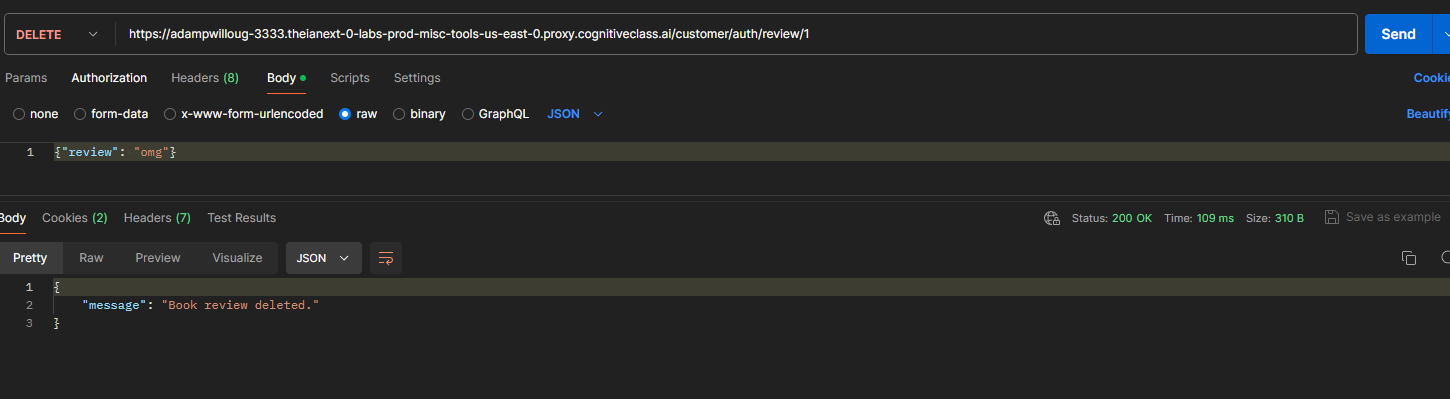 DELETE https://adampwilloug-3333.theianext-0-labs-prod-misc-tools-us-east-0.proxy.cognitiveclass.ai/customer/auth/review/1 Send
Params Authorization Headers (8) Body Scripts Settings Cookie
none form-data x-www-form-urlencoded raw binary GraphQL JSON Beautify
1 {"review": "omg"}
Body Cookies (2) Headers (7) Test Results Status: 200 OK Time: 109 ms Size: 310 B Save as example
Pretty Raw Preview Visualize JSON
1 {
2 "message": "Book review deleted."
3 }